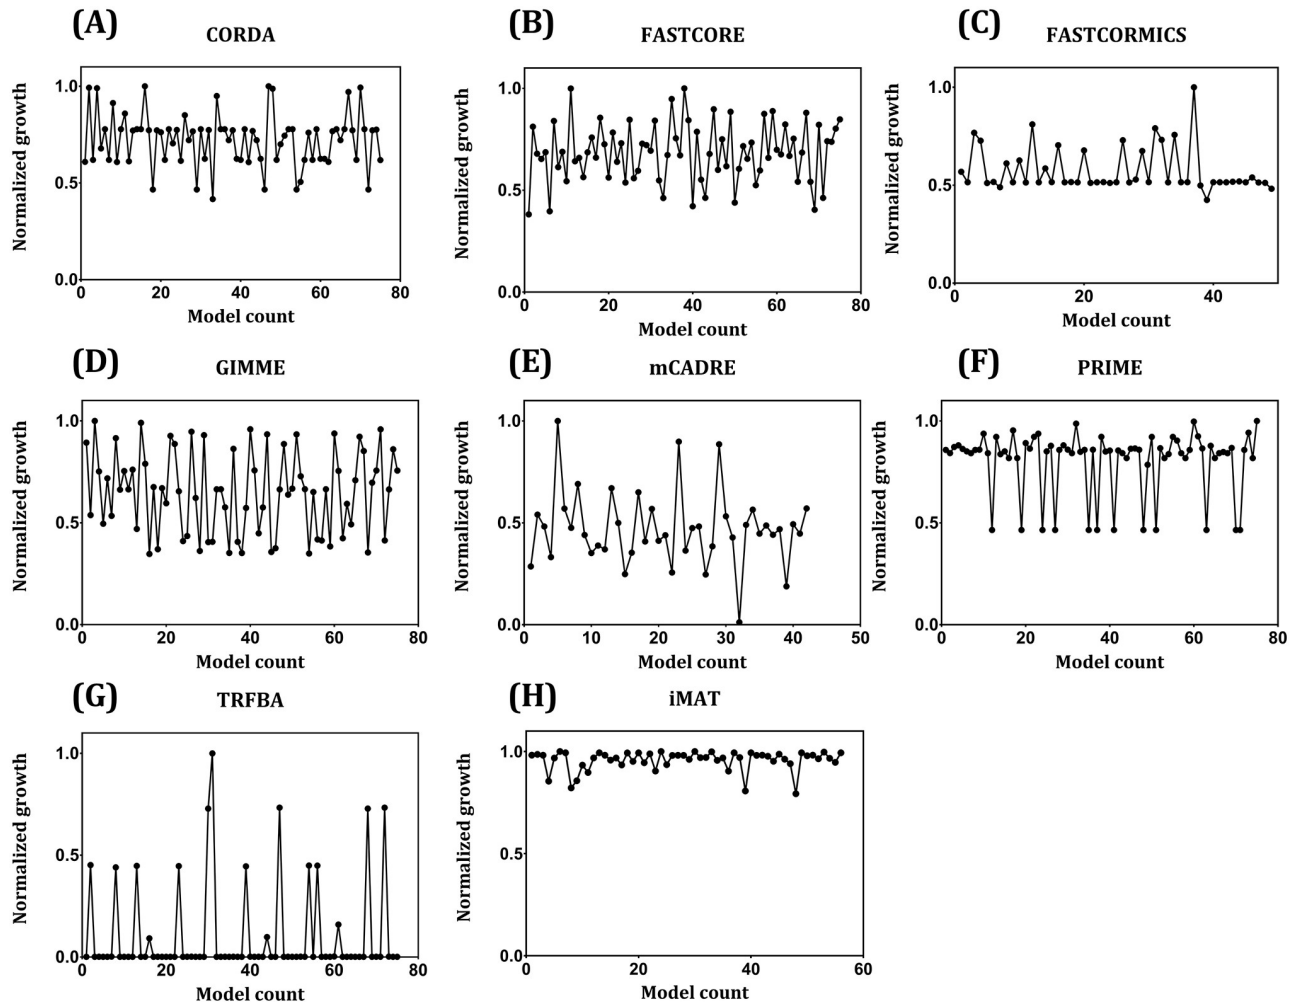 (A) CORDA
Normalized growth
1.0
0.5
0.0
0 20 40 60 80
Model count
(B) FASTCORE
Normalized growth
1.0
0.5
0.0
0 20 40 60 80
Model count
(C) FASTCORMICS
Normalized growth
1.0
0.5
0.0
0 20 40
Model count
(D) GIMME
Normalized growth
1.0
0.5
0.0
0 20 40 60 80
Model count
(E) mCADRE
Normalized growth
1.0
0.5
0.0
0 10 20 30 40 50
Model count
(F) PRIME
Normalized growth
1.0
0.5
0.0
0 20 40 60 80
Model count
(G) TRFBA
Normalized growth
1.0
0.5
0.0
0 20 40 60 80
Model count
(H) iMAT
Normalized growth
1.0
0.5
0.0
0 20 40 60
Model count